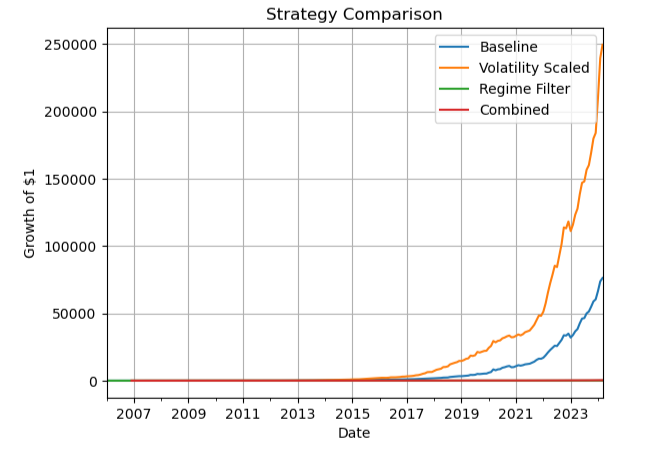 Strategy Comparison
Baseline
Volatility Scaled
Regime Filter
Combined
250000
200000
150000
100000
50000
0
Growth of $1
2007 2009 2011 2013 2015 2017 2019 2021 2023
Date